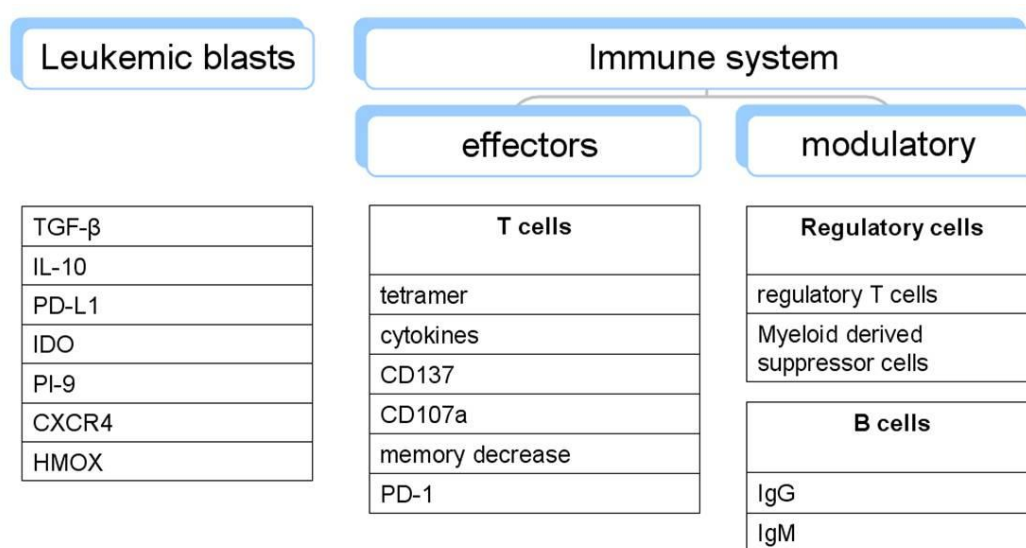 Leukemic blasts
Immune system
effectors
modulatory
TGF-β
IL-10
PD-L1
IDO
PI-9
CXCR4
HMOX
T cells
tetramer
cytokines
CD137
CD107a
memory decrease
PD-1
Regulatory cells
regulatory T cells
Myeloid derived
suppressor cells
B cells
IgG
IgM